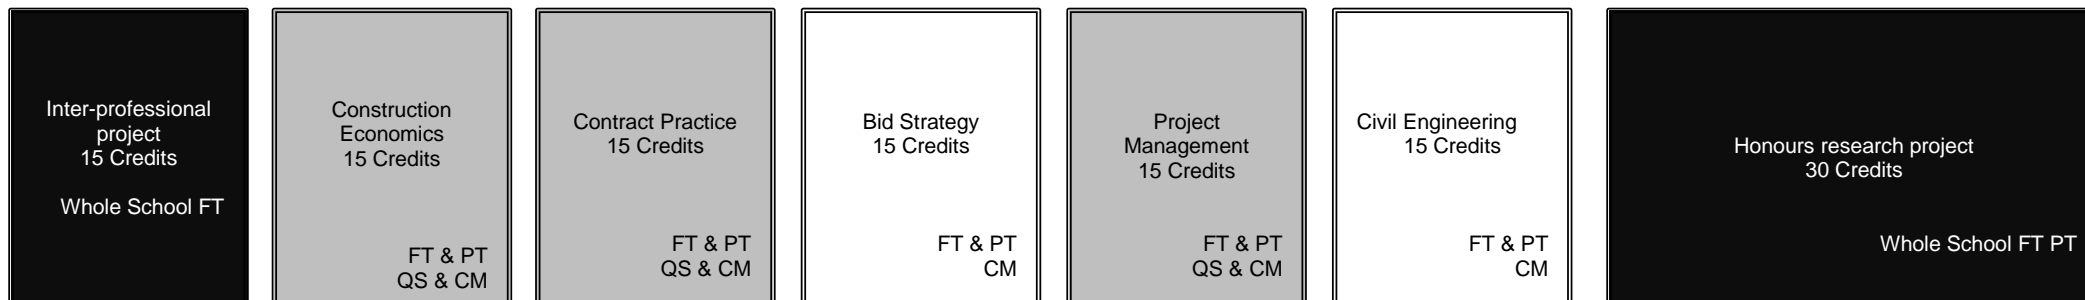 Inter-professional
project
15 Credits
Whole School FT
Construction
Economics
15 Credits
FT & PT
QS & CM
Contract Practice
15 Credits
FT & PT
QS & CM
Bid Strategy
15 Credits
FT & PT
CM
Project
Management
15 Credits
FT & PT
QS & CM
Civil Engineering
15 Credits
FT & PT
CM
Honours research project
30 Credits
Whole School FT PT